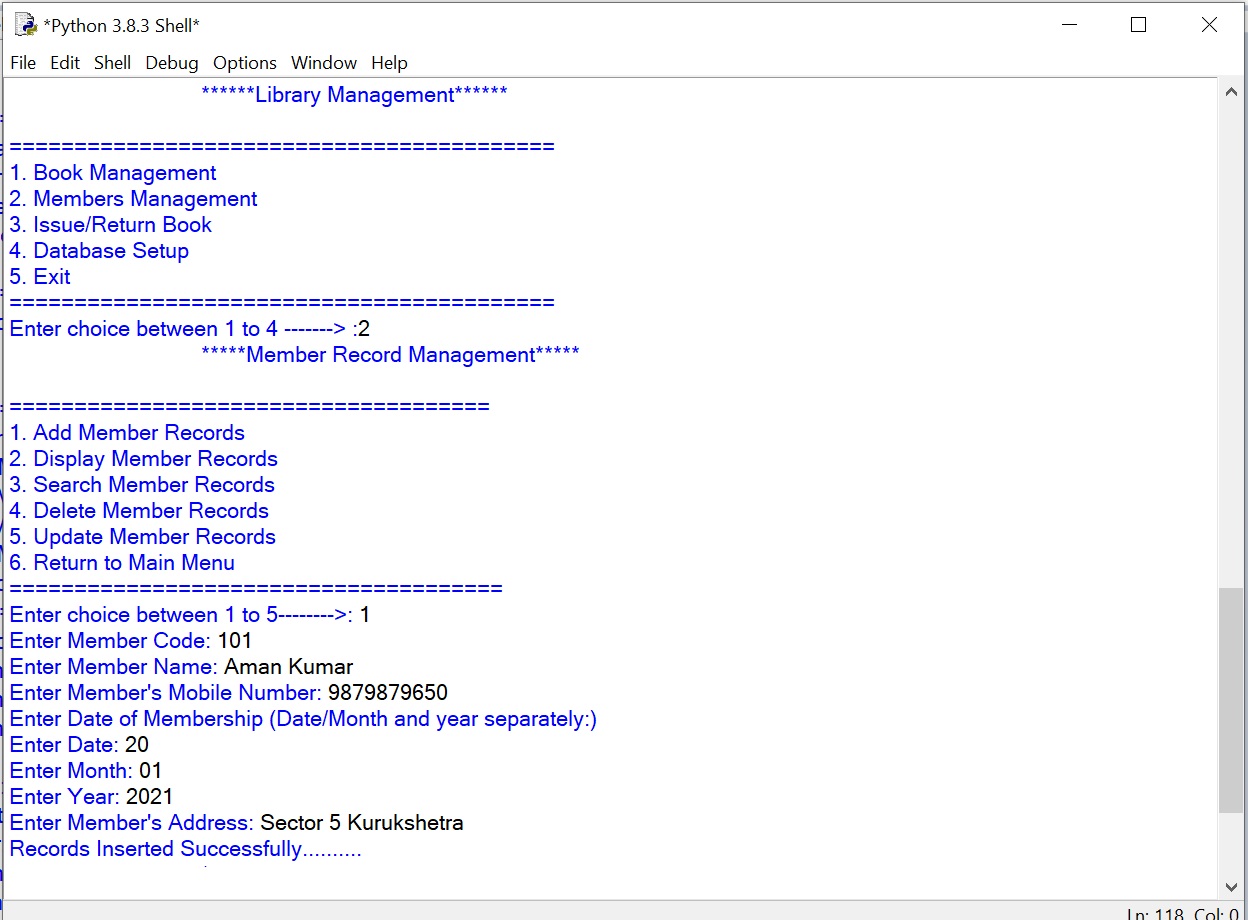 *Python 3.8.3 Shell*
File Edit Shell Debug Options Window Help
******Library Management******
==========================================
1. Book Management
2. Members Management
3. Issue/Return Book
4. Database Setup
5. Exit
==========================================
Enter choice between 1 to 4 -------> :2
*****Member Record Management*****
=====================================
1. Add Member Records
2. Display Member Records
3. Search Member Records
4. Delete Member Records
5. Update Member Records
6. Return to Main Menu
======================================
Enter choice between 1 to 5-------->: 1
Enter Member Code: 101
Enter Member Name: Aman Kumar
Enter Member's Mobile Number: 9879879650
Enter Date of Membership (Date/Month and year separately:)
Enter Date: 20
Enter Month: 01
Enter Year: 2021
Enter Member's Address: Sector 5 Kurukshetra
Records Inserted Successfully..........
Ln: 118 Col: 0